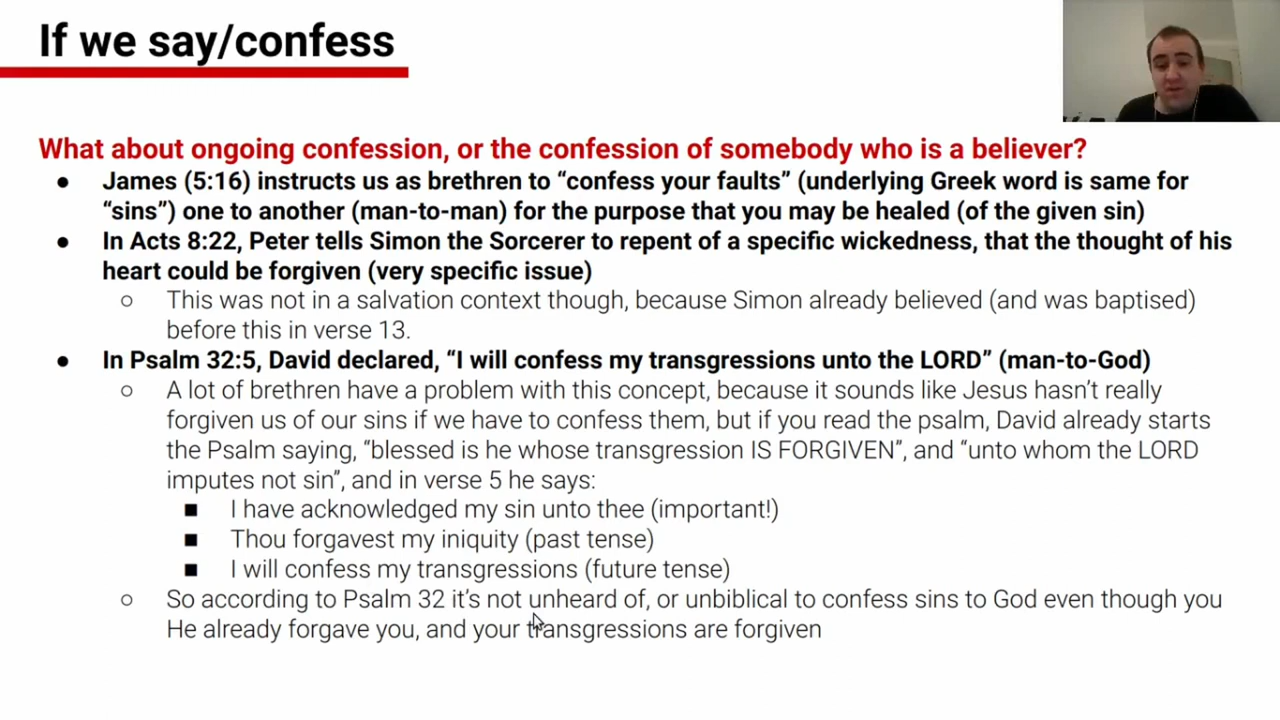 If we say/confess
What about ongoing confession, or the confession of somebody who is a believer?
● James (5:16) instructs us as brethren to “confess your faults” (underlying Greek word is same for
“sins”) one to another (man-to-man) for the purpose that you may be healed (of the given sin)
● In Acts 8:22, Peter tells Simon the Sorcerer to repent of a specific wickedness, that the thought of his
heart could be forgiven (very specific issue)
○ This was not in a salvation context though, because Simon already believed (and was baptised)
before this in verse 13.
● In Psalm 32:5, David declared, “I will confess my transgressions unto the LORD” (man-to-God)
○ A lot of brethren have a problem with this concept, because it sounds like Jesus hasn’t really
forgiven us of our sins if we have to confess them, but if you read the psalm, David already starts
the Psalm saying, “blessed is he whose transgression IS FORGIVEN”, and “unto whom the LORD
imputes not sin”, and in verse 5 he says:
■ I have acknowledged my sin unto thee (important!)
■ Thou forgavest my iniquity (past tense)
■ I will confess my transgressions (future tense)
○ So according to Psalm 32 it’s not unheard of, or unbiblical to confess sins to God even though you
He already forgave you, and your transgressions are forgiven